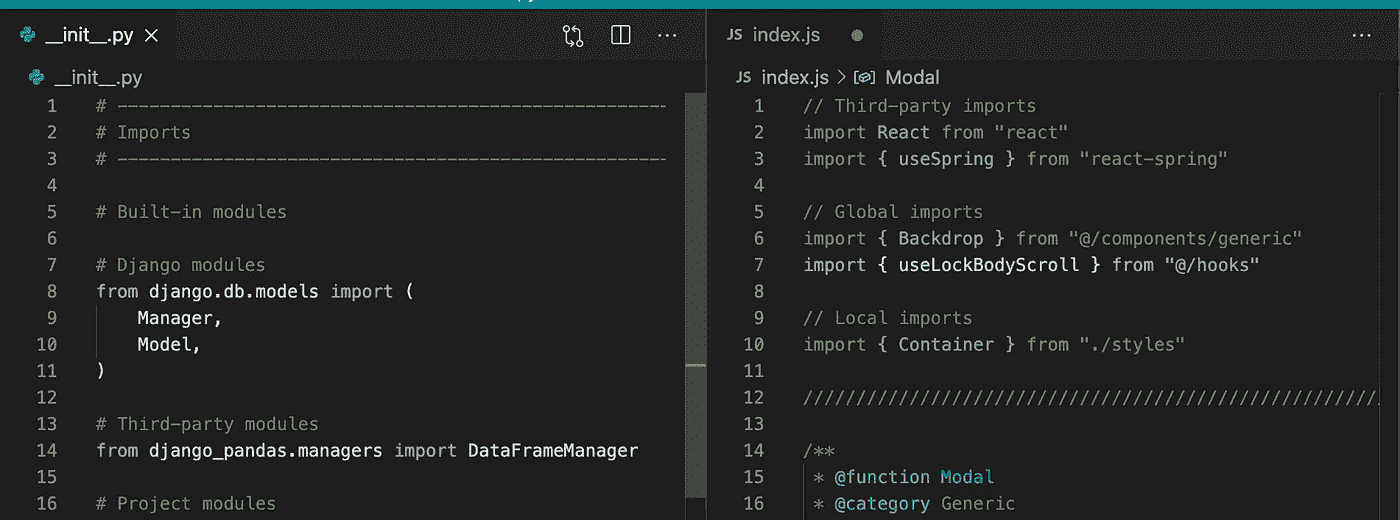 __init__.py
__init__.py
1 # ----------------------------------------------------
2 # Imports
3 # ----------------------------------------------------
4
5 # Built-in modules
6
7 # Django modules
8 from django.db.models import (
9 Manager,
10 Model,
11 )
12
13 # Third-party modules
14 from django_pandas.managers import DataFrameManager
15
16 # Project modules
JS index.js
JS index.js > Modal
1 // Third-party imports
2 import React from "react"
3 import { useSpring } from "react-spring"
4
5 // Global imports
6 import { Backdrop } from "@/components/generic"
7 import { useLockBodyScroll } from "@/hooks"
8
9 // Local imports
10 import { Container } from "./styles"
11
12 //////////////////////////////////////////////////////
13
14 /**
15 * @function Modal
16 * @category Generic